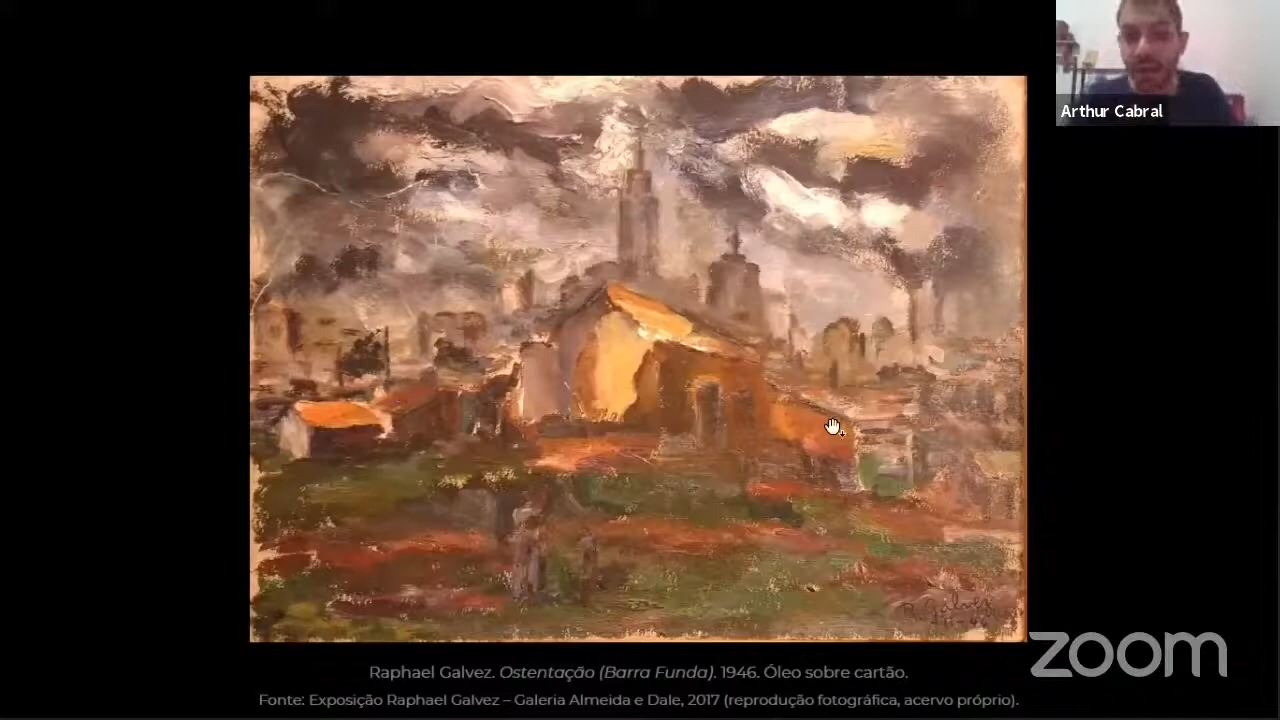 Arthur Cabral
R. Galvez
zoom
Raphael Galvez. Ostentação (Barra Funda). 1946. Óleo sobre cartão.
Fonte: Exposição Raphael Galvez – Galeria Almeida e Dale, 2017 (reprodução fotográfica, acervo próprio).